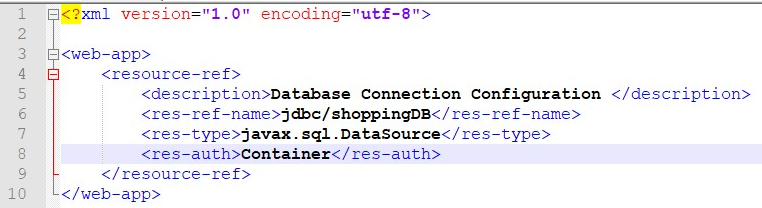 1 <?xml version="1.0" encoding="utf-8">
2
3 <web-app>
4     <resource-ref>
5         <description>Database Connection Configuration </description>
6         <res-ref-name>jdbc/shoppingDB</res-ref-name>
7         <res-type>javax.sql.DataSource</res-type>
8         <res-auth>Container</res-auth>
9     </resource-ref>
10 </web-app>